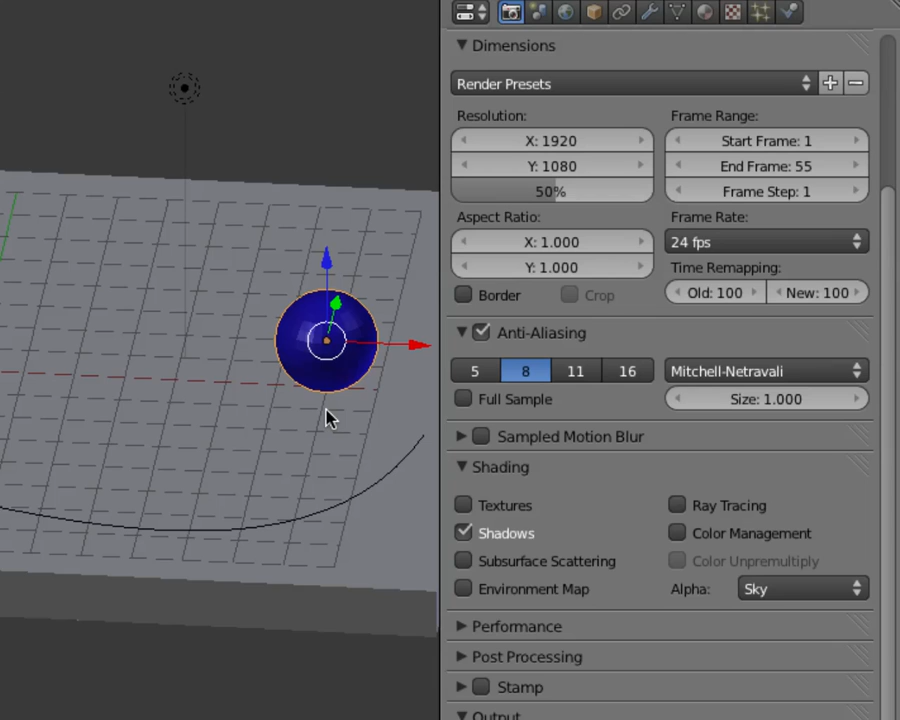 Dimensions
Render Presets
Resolution:
Frame Range:
X: 1920
Start Frame: 1
Y: 1080
End Frame: 55
50%
Frame Step: 1
Aspect Ratio:
Frame Rate:
X: 1.000
24 fps
Y: 1.000
Time Remapping:
Border
Crop
Old: 100
New: 100
Anti-Aliasing
5
8
11
16
Mitchell-Netravali
Full Sample
Size: 1.000
Sampled Motion Blur
Shading
Textures
Ray Tracing
Shadows
Color Management
Subsurface Scattering
Color Unpremultiply
Environment Map
Alpha:
Sky
Performance
Post Processing
Stamp
Output